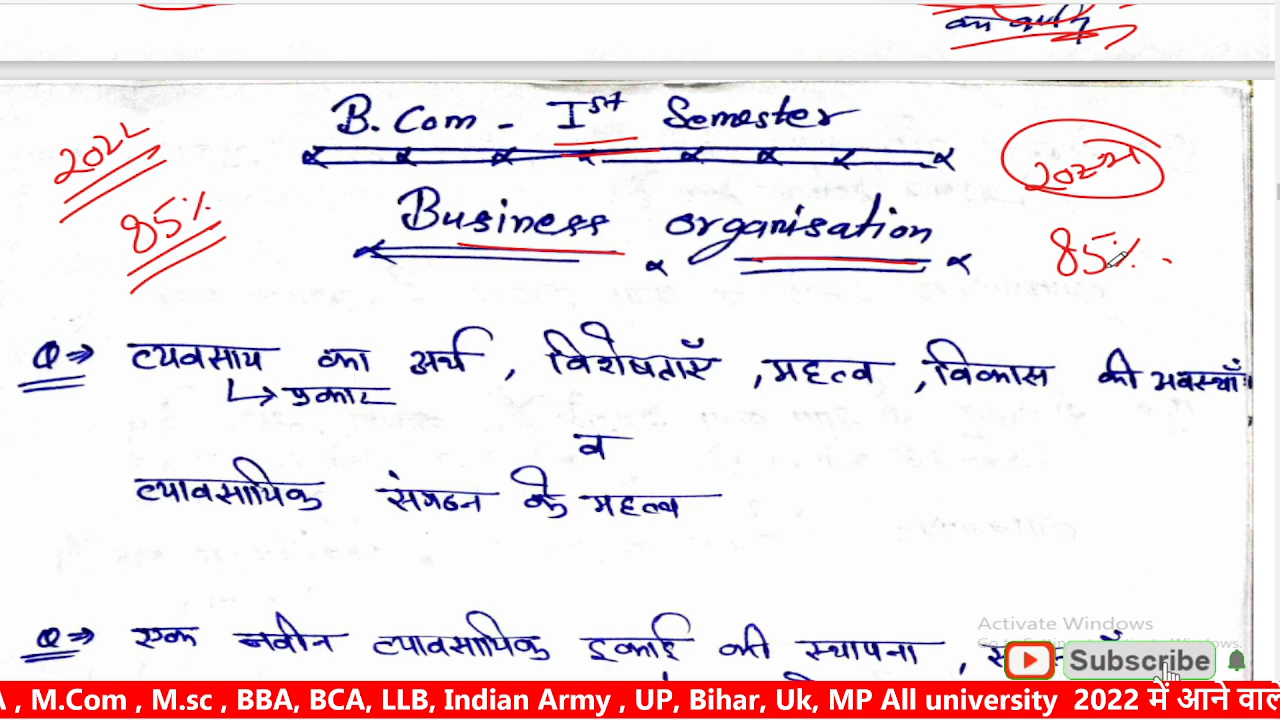 B.Com - Ist Semester
2022
85%
Business organisation
85%
Q⇒ व्यवसाय का अर्थ , विशेषताएँ , महत्व , विकास की अवस्थाँ
↳ प्रकार
व
व्यावसायिक संगठन के महत्व
Activate Windows
Q⇒ एक नवीन व्यावसायिक इकाई की स्थापना ,
Subscribe
, M.Com , M.sc , BBA, BCA, LLB, Indian Army , UP, Bihar, Uk, MP All university 2022 में आने वाले